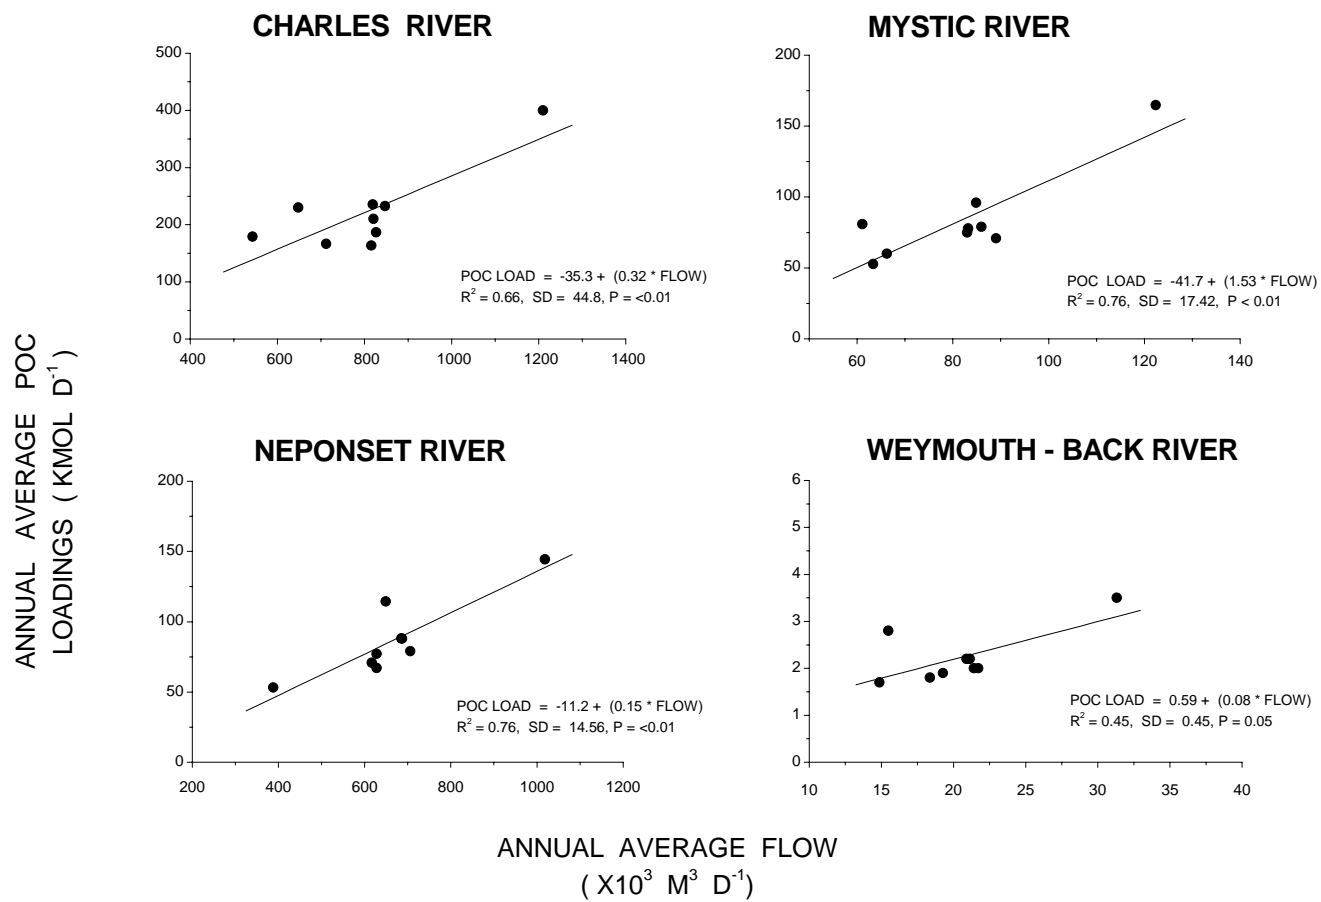 CHARLES RIVER
500
400
300
200
100
0
400 600 800 1000 1200 1400
POC LOAD = -35.3 + (0.32 * FLOW)
R² = 0.66, SD = 44.8, P = <0.01
MYSTIC RIVER
200
150
100
50
0
60 80 100 120 140
POC LOAD = -41.7 + (1.53 * FLOW)
R² = 0.76, SD = 17.42, P < 0.01
ANNUAL AVERAGE POC
LOADINGS ( KMOL D⁻¹ )
NEPONSET RIVER
200
150
100
50
0
200 400 600 800 1000 1200
POC LOAD = -11.2 + (0.15 * FLOW)
R² = 0.76, SD = 14.56, P = <0.01
WEYMOUTH - BACK RIVER
6
5
4
3
2
1
0
10 15 20 25 30 35 40
POC LOAD = 0.59 + (0.08 * FLOW)
R² = 0.45, SD = 0.45, P = 0.05
ANNUAL AVERAGE FLOW
( X10³ M³ D⁻¹)